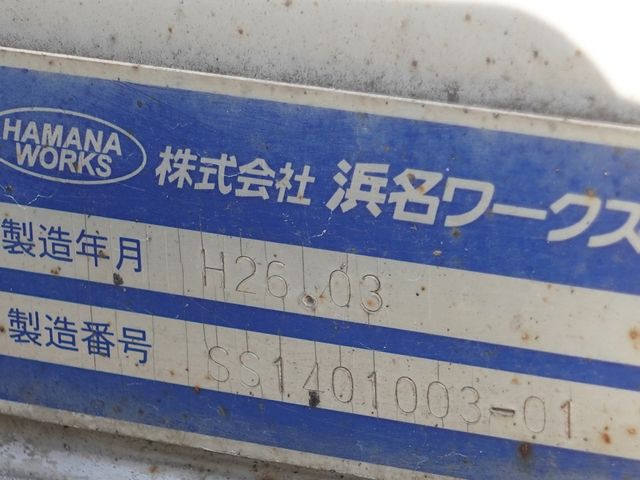 HAMANA
WORKS
株式会社 浜名ワークス
製造年月 H26.03
製造番号 SS1401003-01